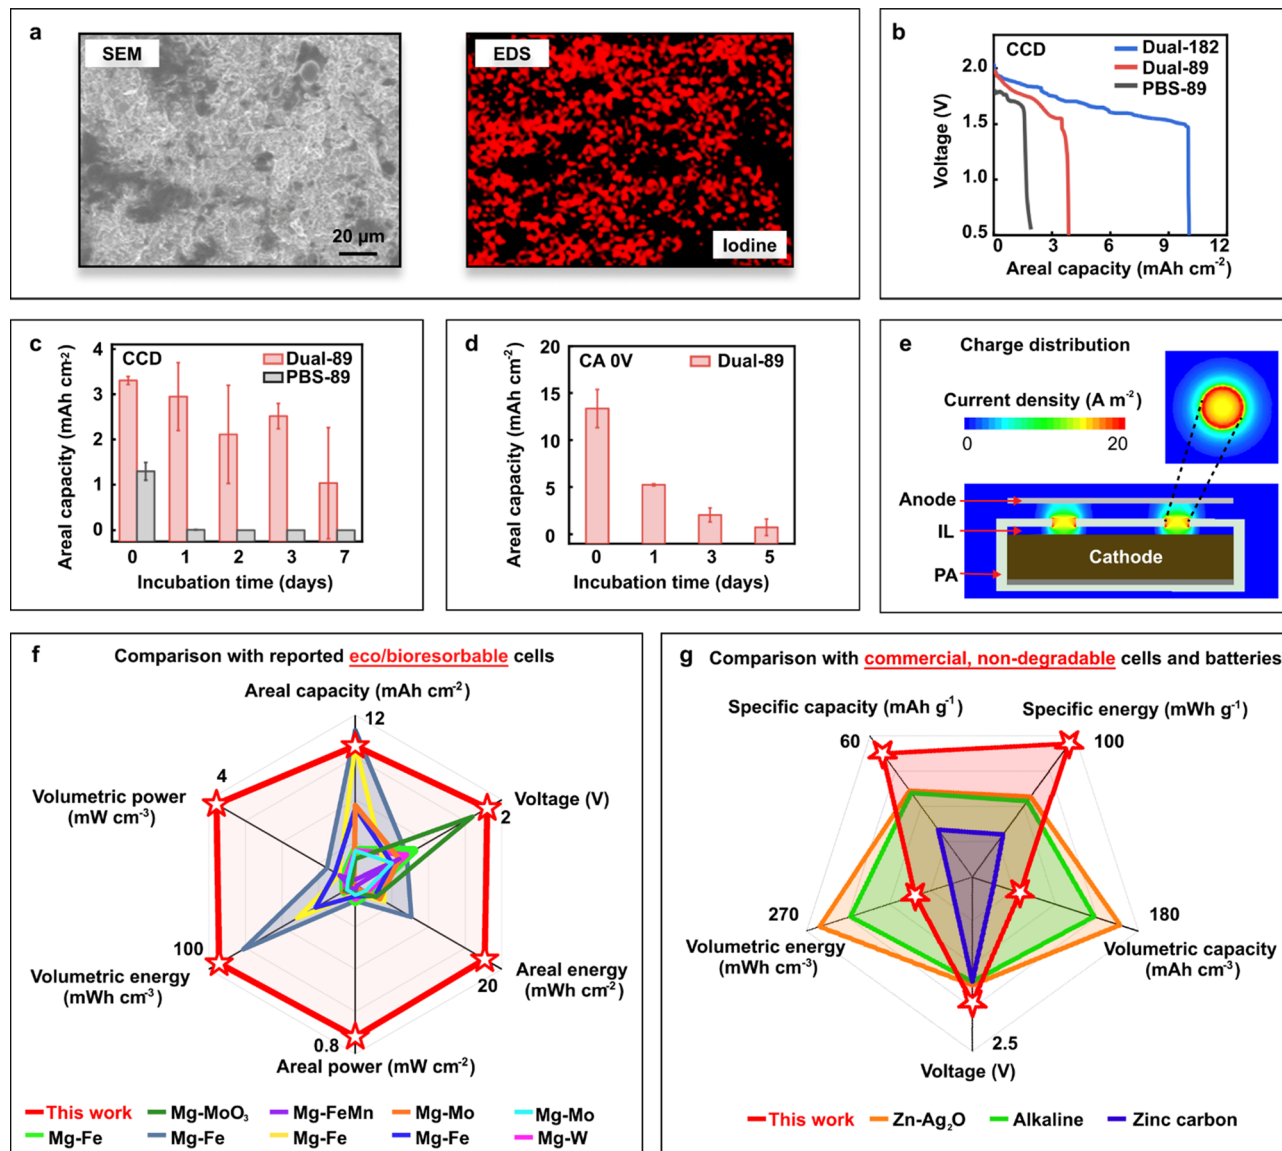 a
SEM
20 µm
EDS
Iodine
b
CCD
Dual-182
Dual-89
PBS-89
Voltage (V)
2.0
1.5
1.0
0.5
0 3 6 9 12
Areal capacity (mAh cm-2)
c
CCD
Dual-89
PBS-89
Areal capacity (mAh cm-2)
4
3
2
1
0
0 1 2 3 7
Incubation time (days)
d
CA 0V
Dual-89
Areal capacity (mAh cm-2)
20
15
10
5
0
0 1 3 5
Incubation time (days)
e
Charge distribution
Current density (A m-2)
0 20
Anode
IL
PA
Cathode
f
Comparison with reported eco/bioresorbable cells
Areal capacity (mAh cm-2)
12
Voltage (V)
2
Areal energy
(mWh cm-2)
20
Areal power (mW cm-2)
0.8
Volumetric energy
(mWh cm-3)
100
Volumetric power
(mW cm-3)
4
This work Mg-MoO3 Mg-FeMn Mg-Mo Mg-Mo
Mg-Fe Mg-Fe Mg-Fe Mg-Fe Mg-W
g
Comparison with commercial, non-degradable cells and batteries
Specific capacity (mAh g-1)
60
Specific energy (mWh g-1)
100
180
Volumetric capacity
(mAh cm-3)
2.5
Voltage (V)
270
Volumetric energy
(mWh cm-3)
This work Zn-Ag2O Alkaline Zinc carbon